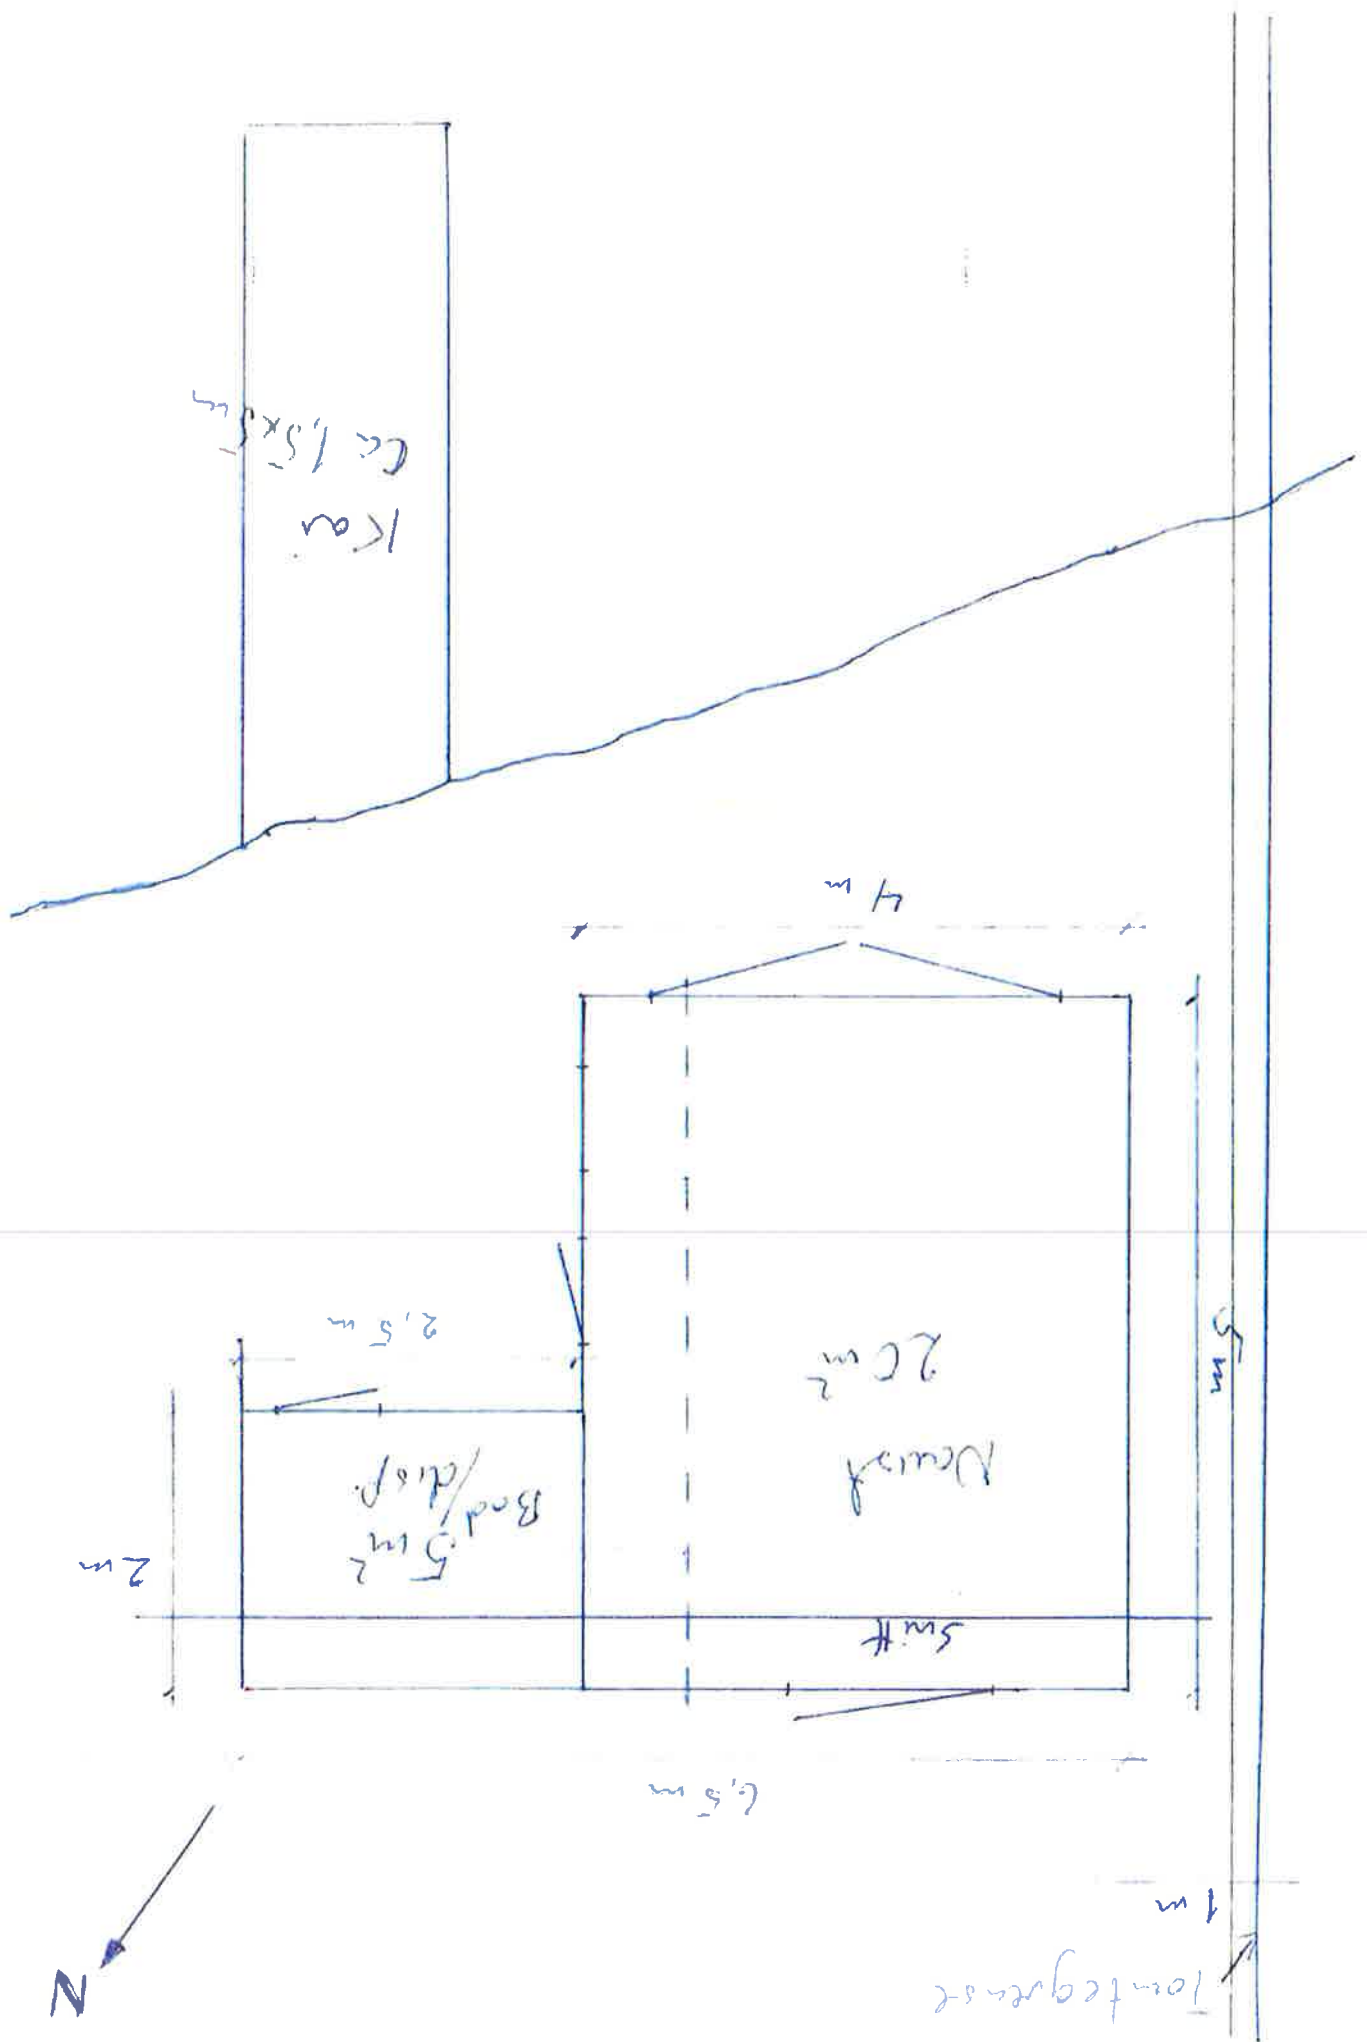 Tomtegrense
1 m
N
6,5 m
Snitt
Naust
20 m²
5 m
5 m²
Bod
/disp.
2 m
2,5 m
4 m
Kai
Ca 1,5x5 m